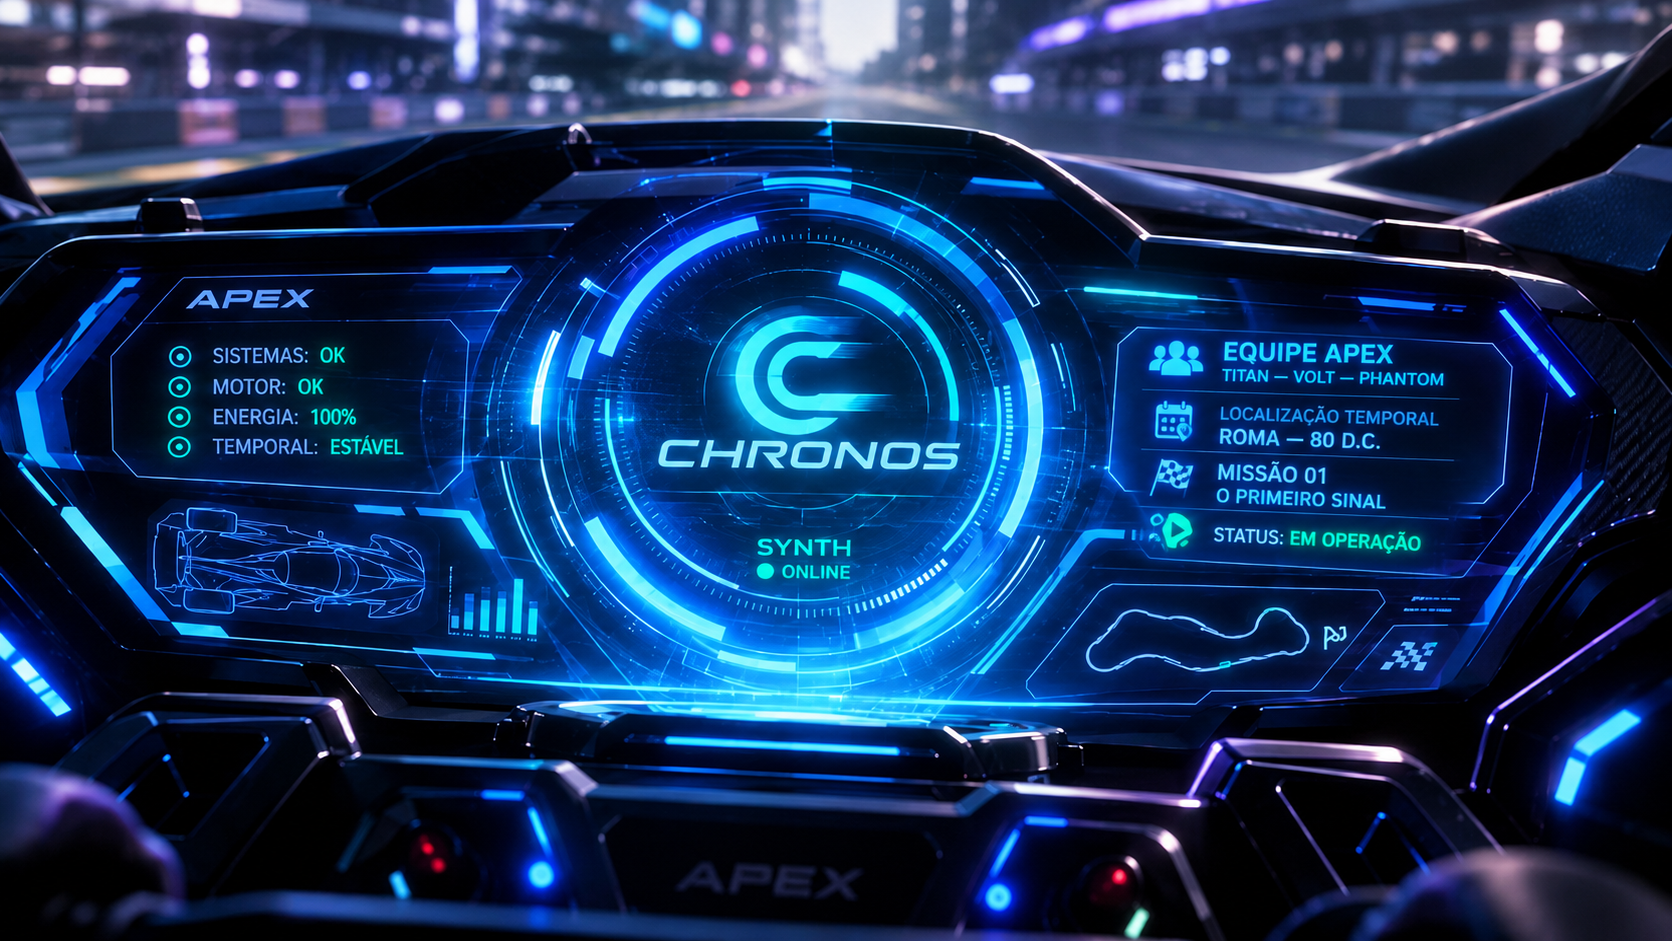 APEX
SISTEMAS: OK
MOTOR: OK
ENERGIA: 100%
TEMPORAL: ESTÁVEL
CHRONOS
SYNTH
ONLINE
EQUIPE APEX
TITAN — VOLT — PHANTOM
LOCALIZAÇÃO TEMPORAL
ROMA — 80 D.C.
MISSÃO 01
O PRIMEIRO SINAL
STATUS: EM OPERAÇÃO
APEX